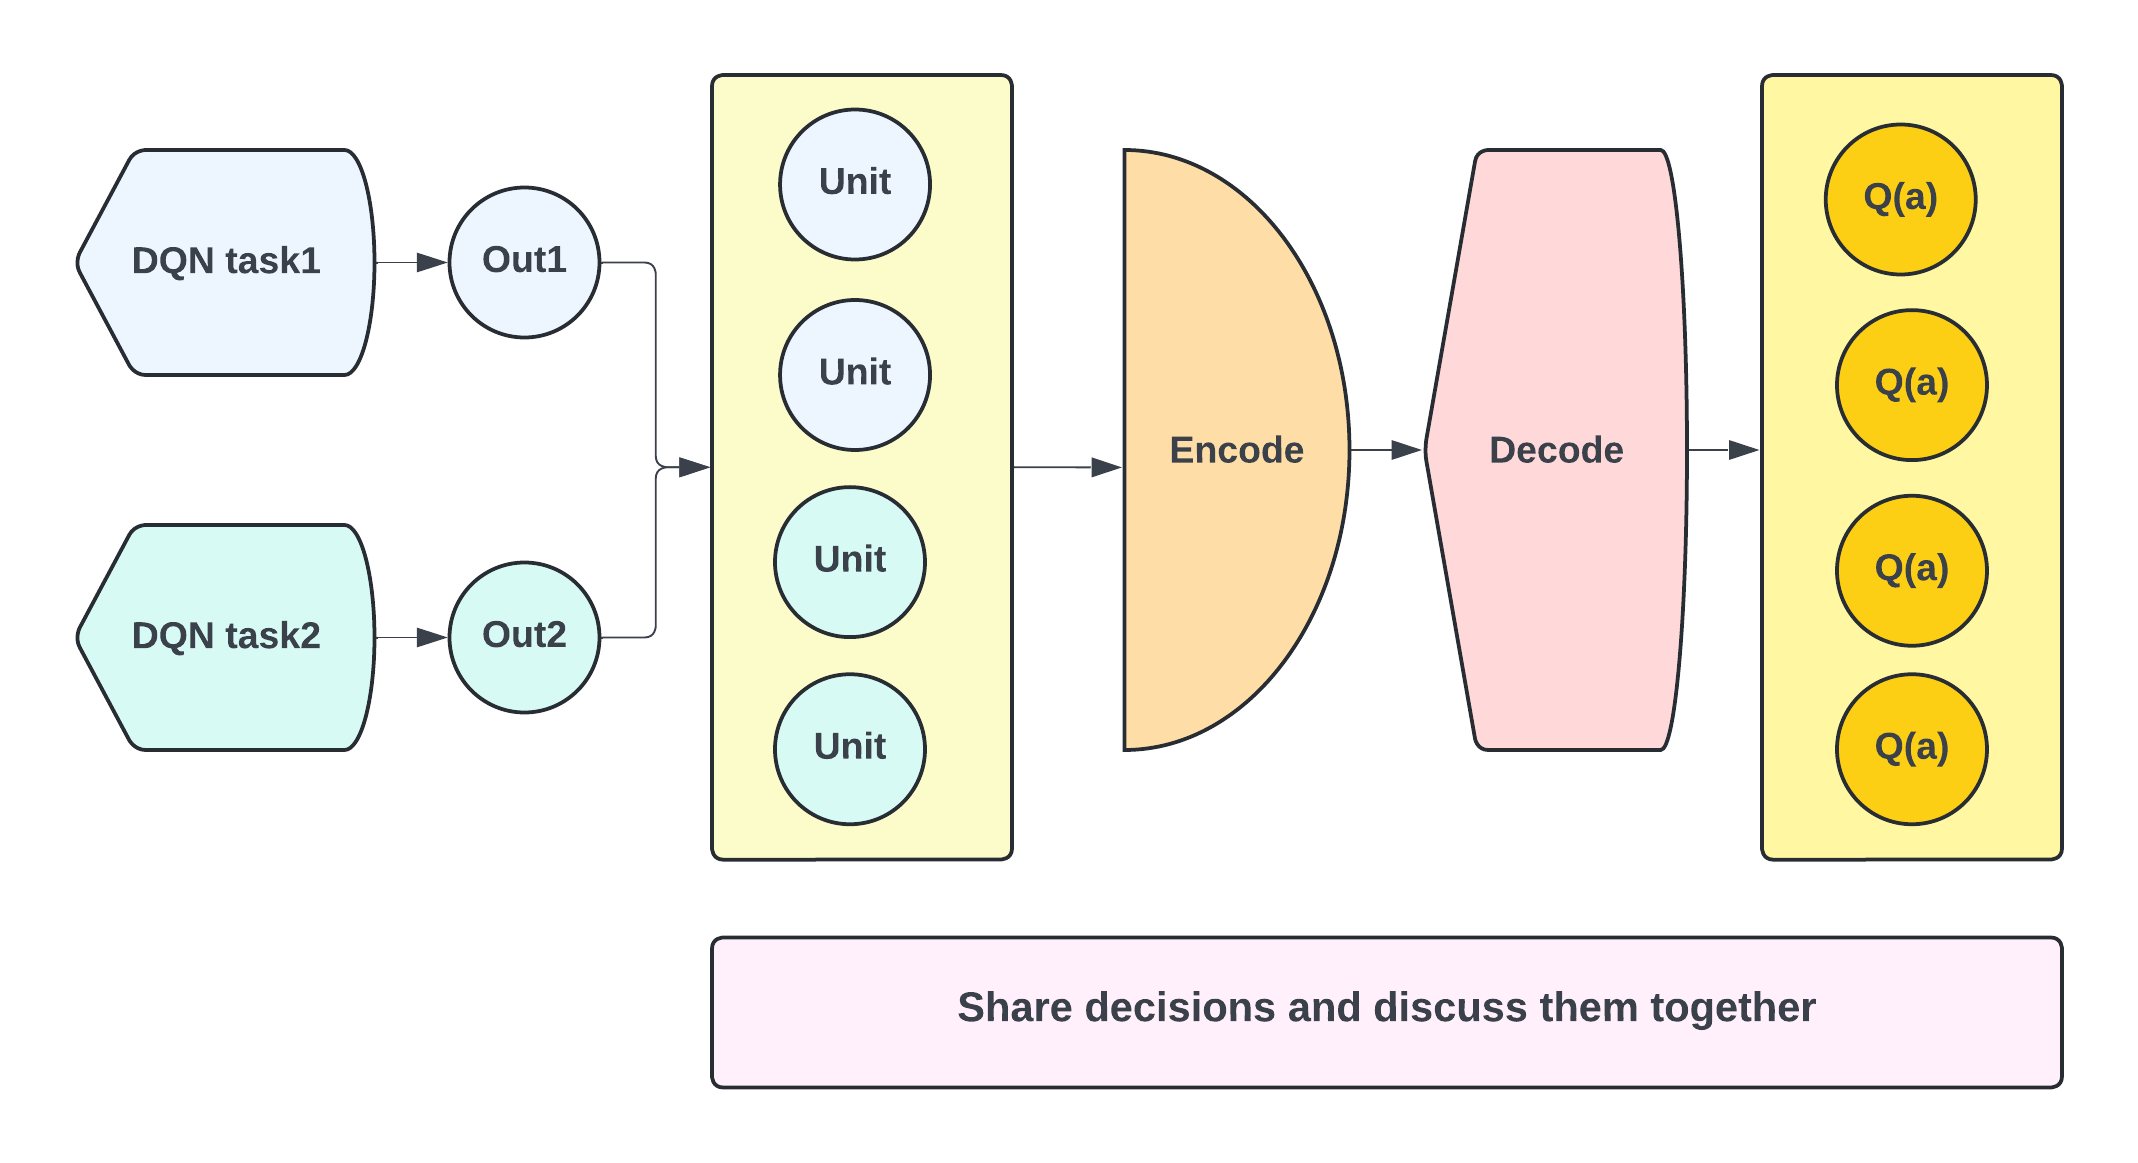 DQN task1
Out1
DQN task2
Out2
Unit
Unit
Unit
Unit
Encode
Decode
Q(a)
Q(a)
Q(a)
Q(a)
Share decisions and discuss them together